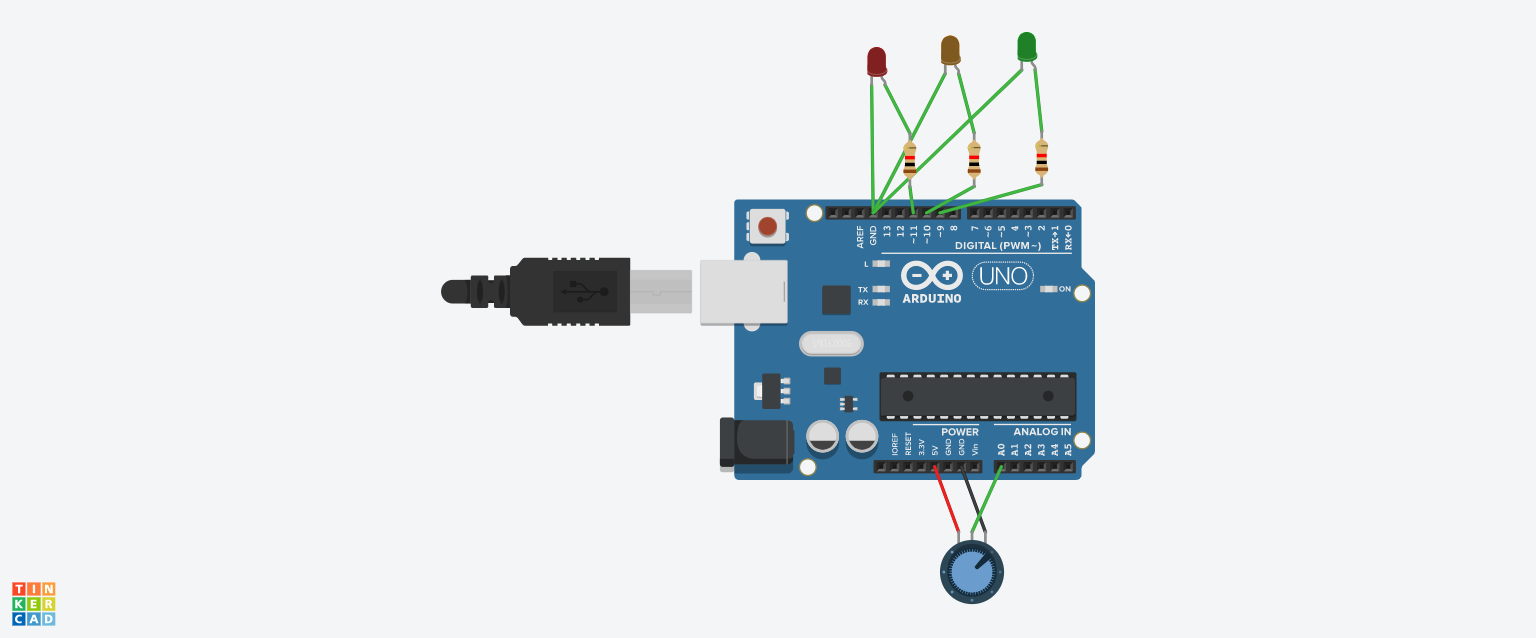 AREF
GND
13
12
~11
~10
~9
8
7
~6
~5
4
~3
2
TX→1
RX←0
DIGITAL (PWM~)
L
TX
RX
ARDUINO
UNO
ON
POWER
ANALOG IN
IOREF
RESET
3.3V
5V
GND
GND
Vin
A0
A1
A2
A3
A4
A5
TIN
KER
CAD